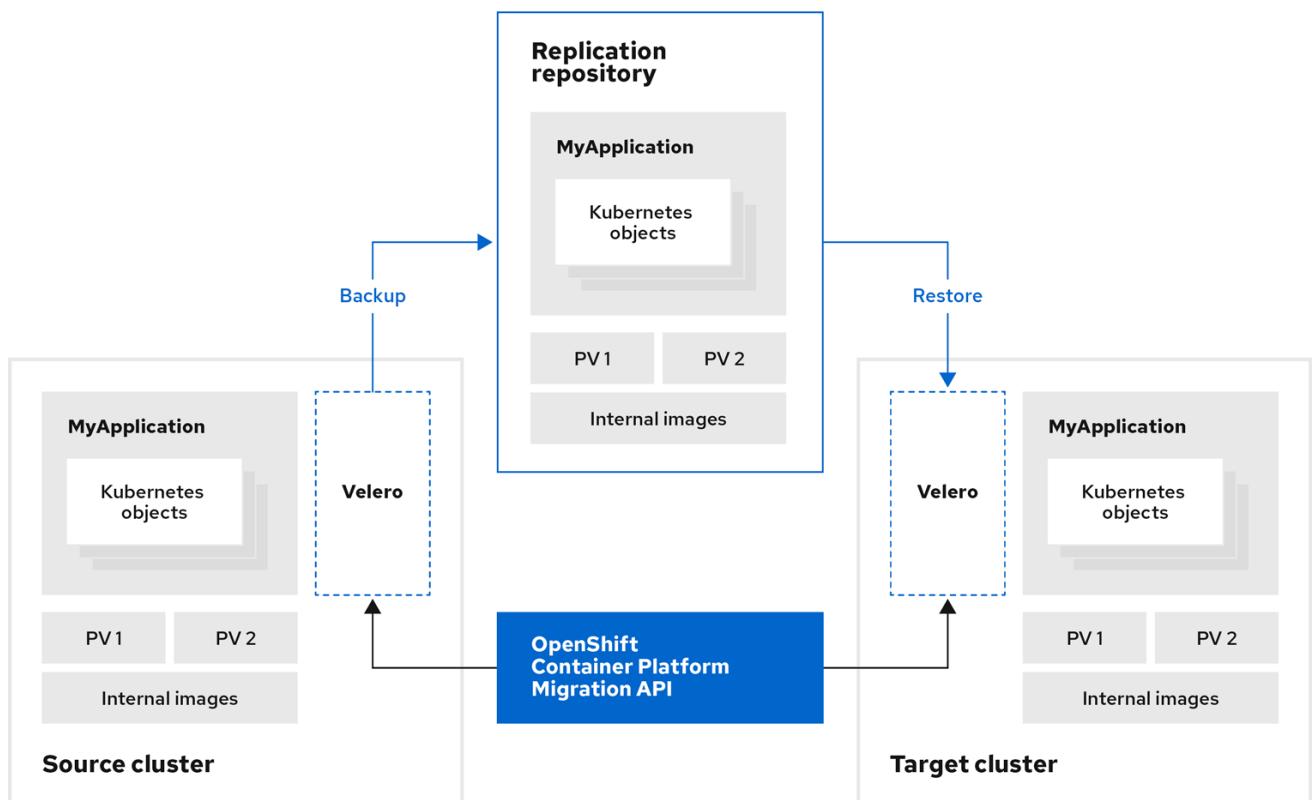 Replication
repository
MyApplication
Kubernetes
objects
PV 1
PV 2
Internal images
Backup
Restore
MyApplication
Kubernetes
objects
Velero
PV 1
PV 2
Internal images
Source cluster
OpenShift
Container Platform
Migration API
Velero
MyApplication
Kubernetes
objects
PV 1
PV 2
Internal images
Target cluster